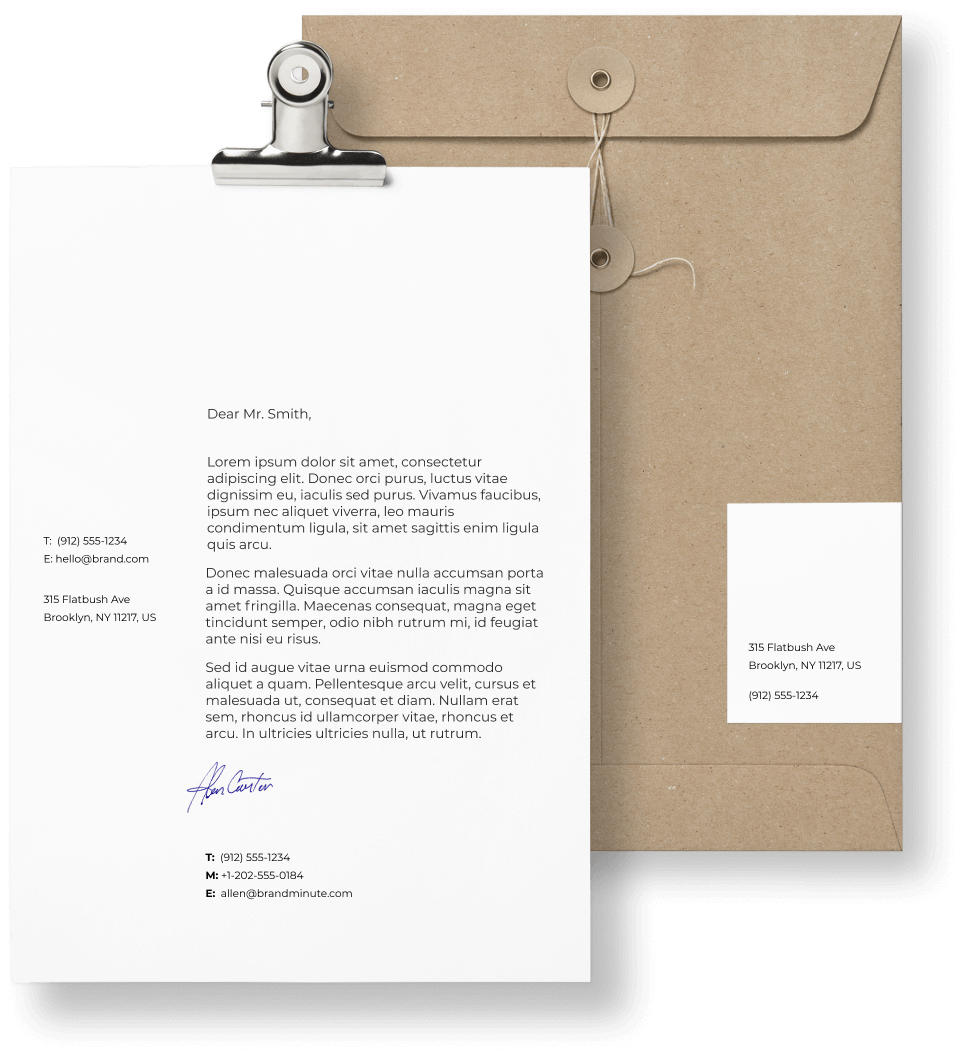 Dear Mr. Smith,
Lorem ipsum dolor sit amet, consectetur
adipiscing elit. Donec orci purus, luctus vitae
dignissim eu, iaculis sed purus. Vivamus faucibus,
ipsum nec aliquet viverra, leo mauris
condimentum ligula, sit amet sagittis enim ligula
quis arcu.
Donec malesuada orci vitae nulla accumsan porta
a id massa. Quisque accumsan iaculis magna sit
amet fringilla. Maecenas consequat, magna eget
tincidunt semper, odio nibh rutrum mi, id feugiat
ante nisi eu risus.
Sed id augue vitae urna euismod commodo
aliquet a quam. Pellentesque arcu velit, cursus et
malesuada ut, consequat et diam. Nullam erat
sem, rhoncus id ullamcorper vitae, rhoncus et
arcu. In ultricies ultricies nulla, ut rutrum.
T: (912) 555-1234
M: +1-202-555-0184
E: allen@brandminute.com
T: (912) 555-1234
E: hello@brand.com
315 Flatbush Ave
Brooklyn, NY 11217, US
315 Flatbush Ave
Brooklyn, NY 11217, US
(912) 555-1234